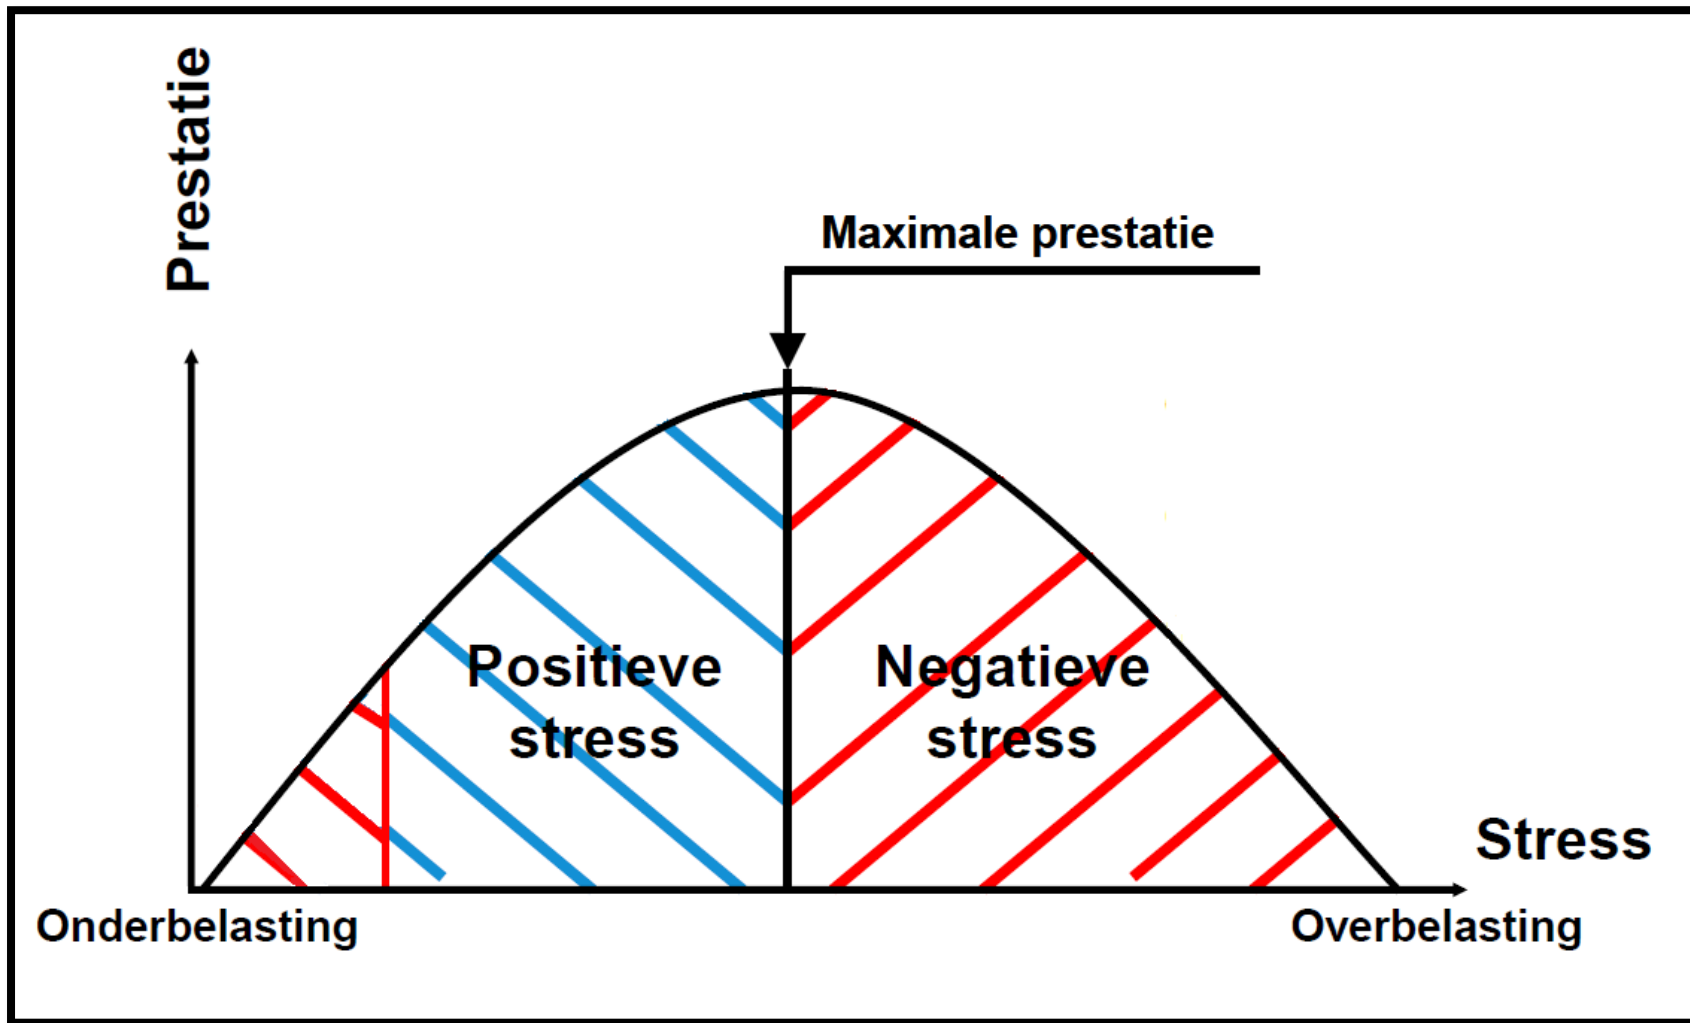 Prestatie
Maximale prestatie
Positieve
stress
Negatieve
stress
Stress
Onderbelasting
Overbelasting